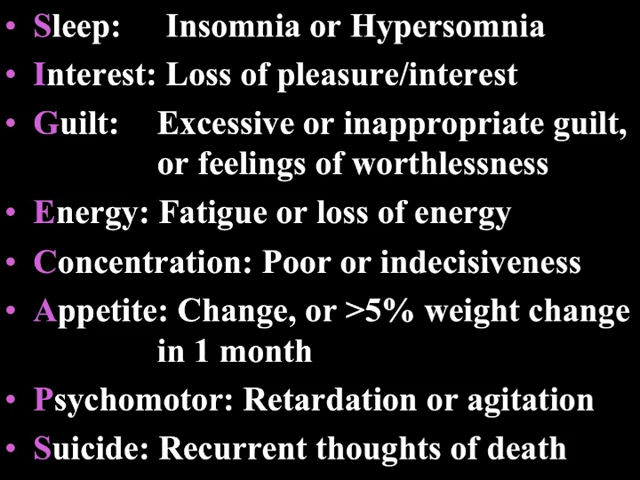 • Sleep: Insomnia or Hypersomnia
• Interest: Loss of pleasure/interest
• Guilt: Excessive or inappropriate guilt,
or feelings of worthlessness
• Energy: Fatigue or loss of energy
• Concentration: Poor or indecisiveness
• Appetite: Change, or >5% weight change
in 1 month
• Psychomotor: Retardation or agitation
• Suicide: Recurrent thoughts of death